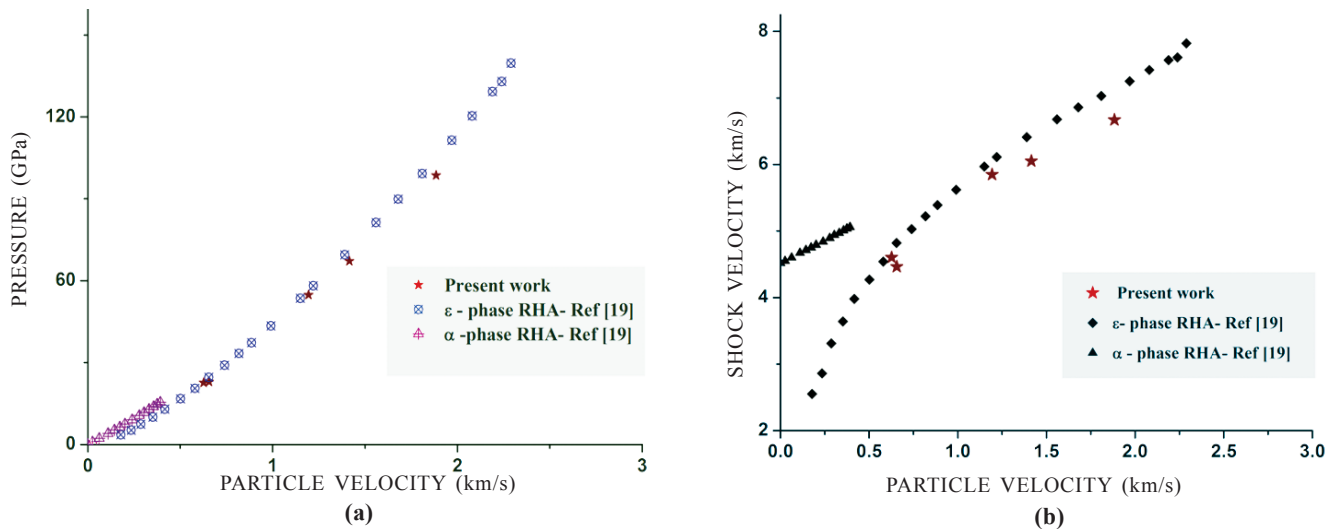 PRESSURE (GPa)
120
60
0
0
1
2
3
PARTICLE VELOCITY (km/s)
Present work
ε - phase RHA- Ref [19]
α -phase RHA- Ref [19]
(a)
SHOCK VELOCITY (km/s)
8
6
4
2
0.0
0.5
1.0
1.5
2.0
2.5
3.0
PARTICLE VELOCITY (km/s)
Present work
ε- phase RHA- Ref [19]
α - phase RHA- Ref [19]
(b)